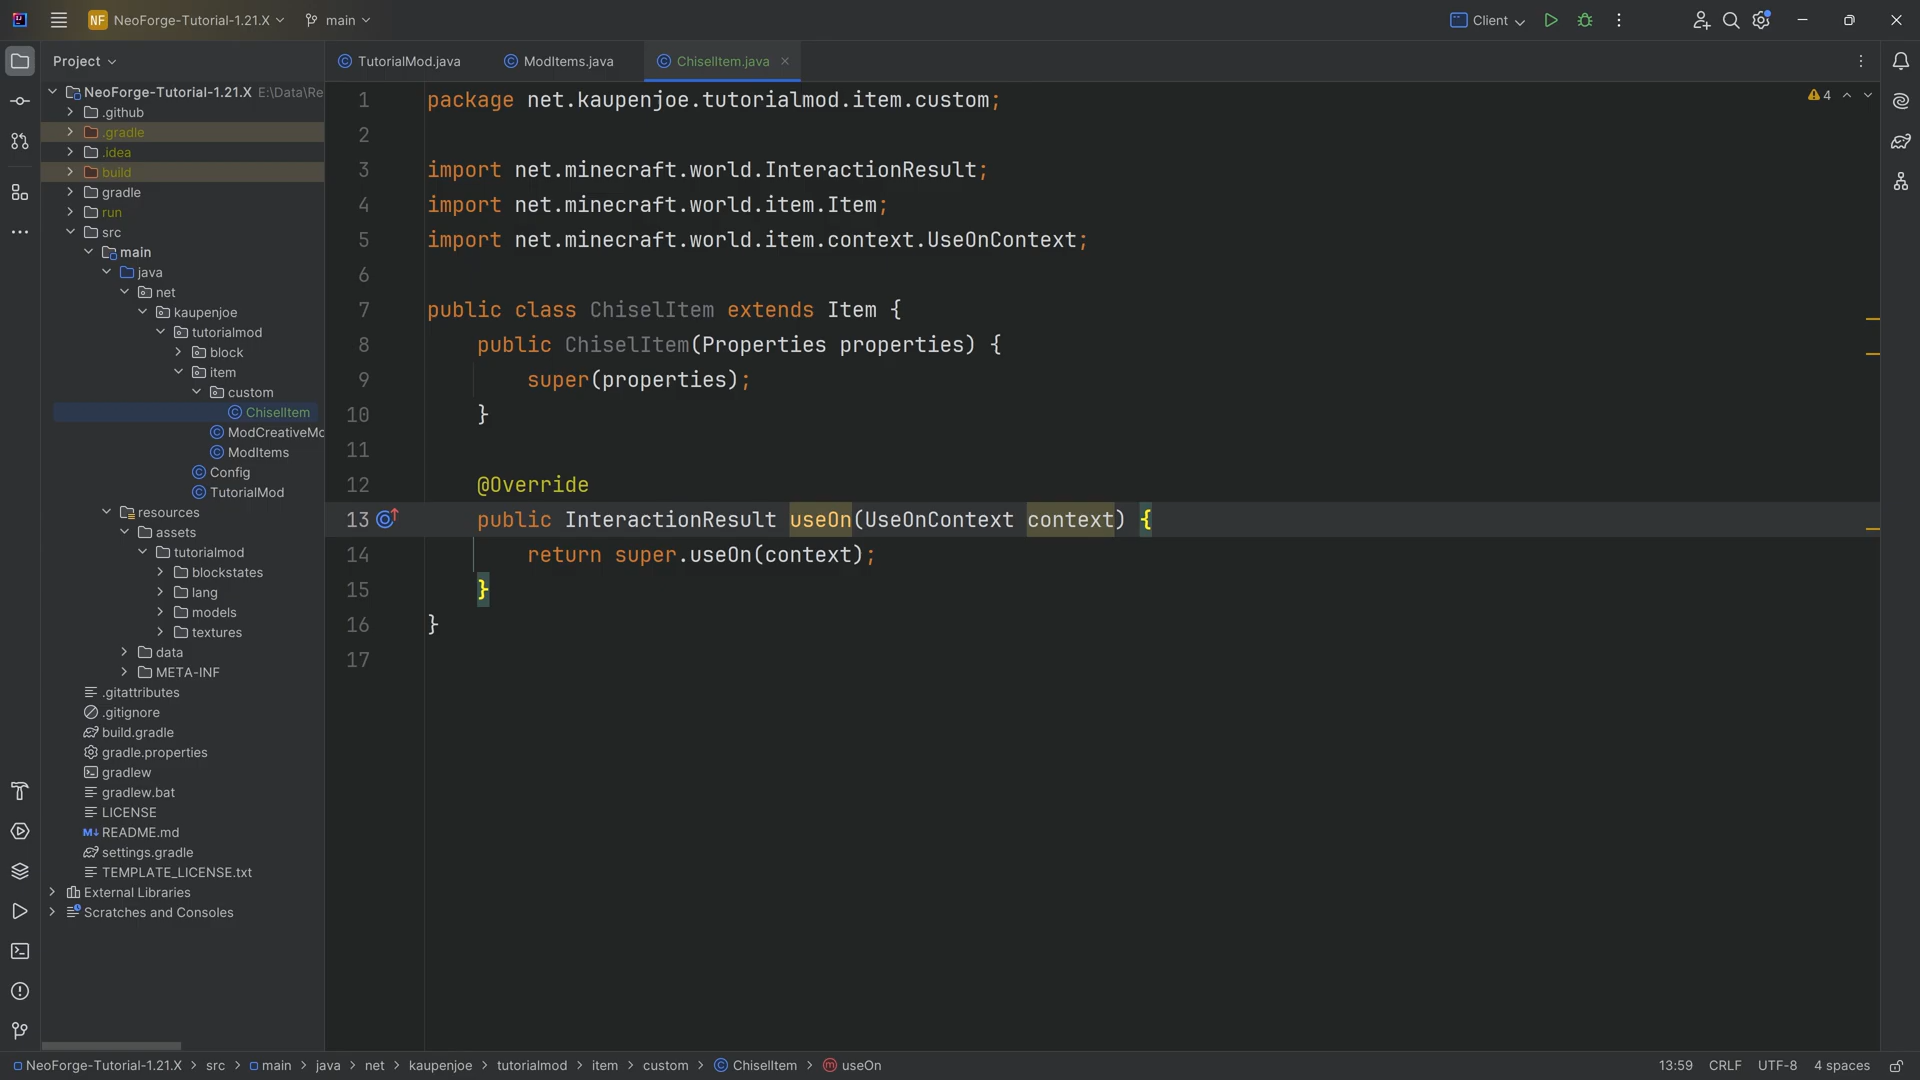 NF NeoForge-Tutorial-1.21.X main Client
Project
TutorialMod.java ModItems.java ChiselItem.java
NeoForge-Tutorial-1.21.X E:\Data\Re
.github
.gradle
.idea
build
gradle
run
src
main
java
net
kaupenjoe
tutorialmod
block
item
custom
ChiselItem
ModCreativeMo
ModItems
Config
TutorialMod
resources
assets
tutorialmod
blockstates
lang
models
textures
data
META-INF
.gitattributes
.gitignore
build.gradle
gradle.properties
gradlew
gradlew.bat
LICENSE
M↓ README.md
settings.gradle
TEMPLATE_LICENSE.txt
External Libraries
Scratches and Consoles
4
1 package net.kaupenjoe.tutorialmod.item.custom;
2
3 import net.minecraft.world.InteractionResult;
4 import net.minecraft.world.item.Item;
5 import net.minecraft.world.item.context.UseOnContext;
6
7 public class ChiselItem extends Item {
8 public ChiselItem(Properties properties) {
9 super(properties);
10 }
11
12 @Override
13 public InteractionResult useOn(UseOnContext context) {
14 return super.useOn(context);
15 }
16 }
17
NeoForge-Tutorial-1.21.X > src > main > java > net > kaupenjoe > tutorialmod > item > custom > ChiselItem > useOn
13:59 CRLF UTF-8 4 spaces